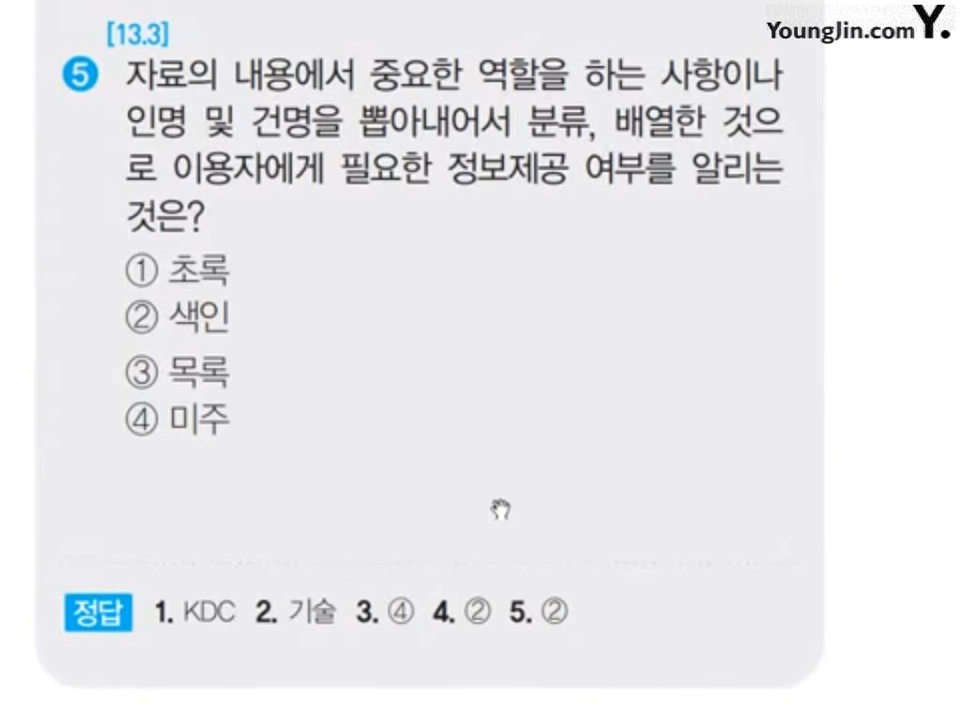 YoungJin.com Y.
[13.3]
5 자료의 내용에서 중요한 역할을 하는 사항이나
인명 및 건명을 뽑아내어서 분류, 배열한 것으
로 이용자에게 필요한 정보제공 여부를 알리는
것은?
① 초록
② 색인
③ 목록
④ 미주
정답 1. KDC 2. 기술 3. ④ 4. ② 5. ②